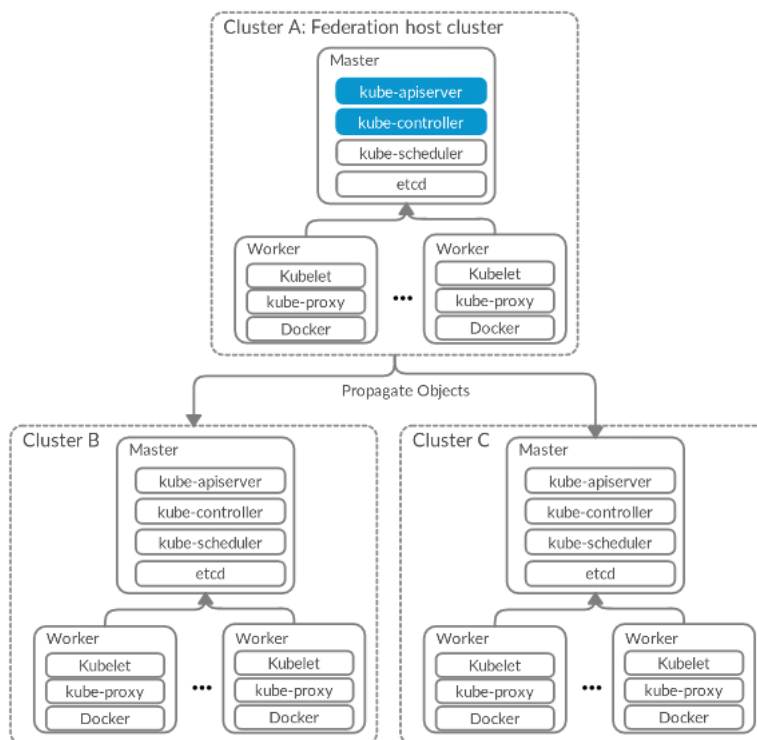 Cluster A: Federation host cluster
Master
kube-apiserver
kube-controller
kube-scheduler
etcd
Worker
Kubelet
kube-proxy
Docker
...
Worker
Kubelet
kube-proxy
Docker
Propagate Objects
Cluster B
Master
kube-apiserver
kube-controller
kube-scheduler
etcd
Worker
Kubelet
kube-proxy
Docker
...
Worker
Kubelet
kube-proxy
Docker
Cluster C
Master
kube-apiserver
kube-controller
kube-scheduler
etcd
Worker
Kubelet
kube-proxy
Docker
...
Worker
Kubelet
kube-proxy
Docker